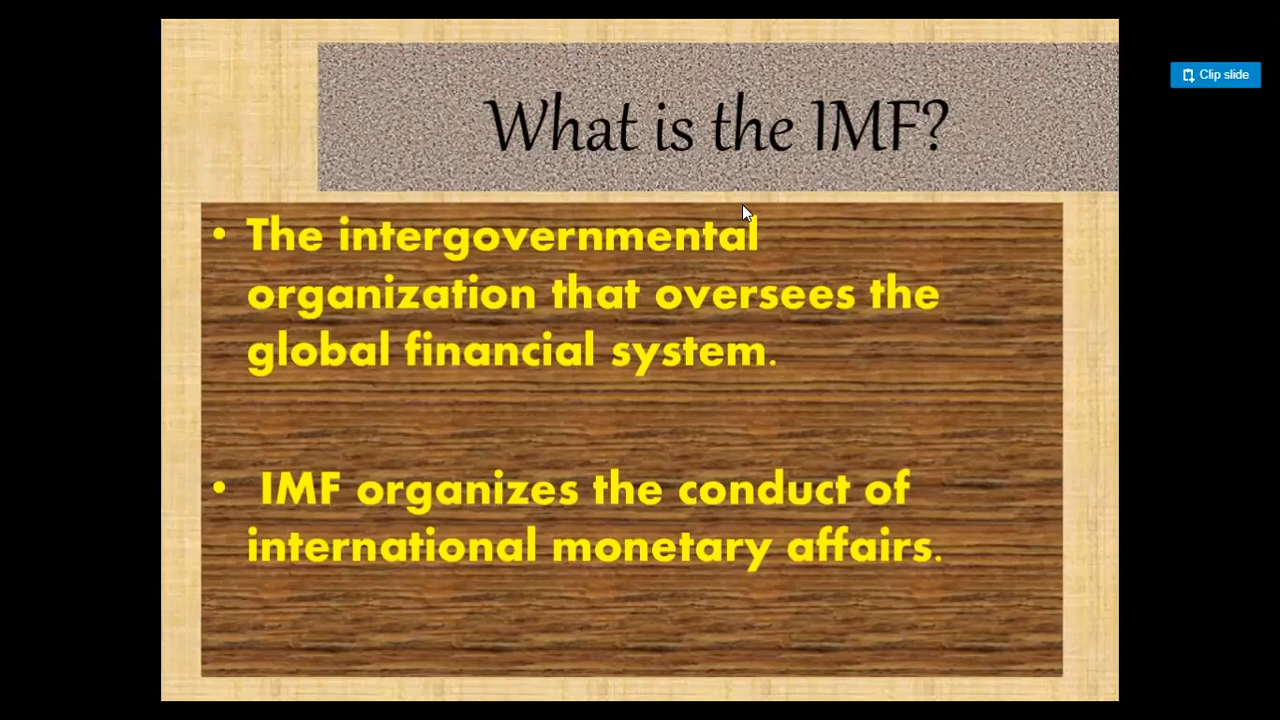 Clip slide
What is the IMF?
• The intergovernmental
organization that oversees the
global financial system.
• IMF organizes the conduct of
international monetary affairs.